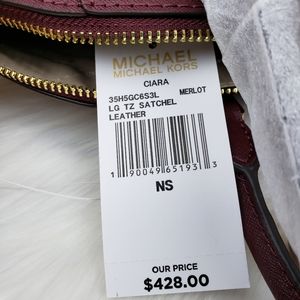 MICHAEL
MICHAEL KORS
CIARA
35H5GC6S3L MERLOT
LG TZ SATCHEL
LEATHER
1 90049 65193 3
NS
OUR PRICE
$428.00